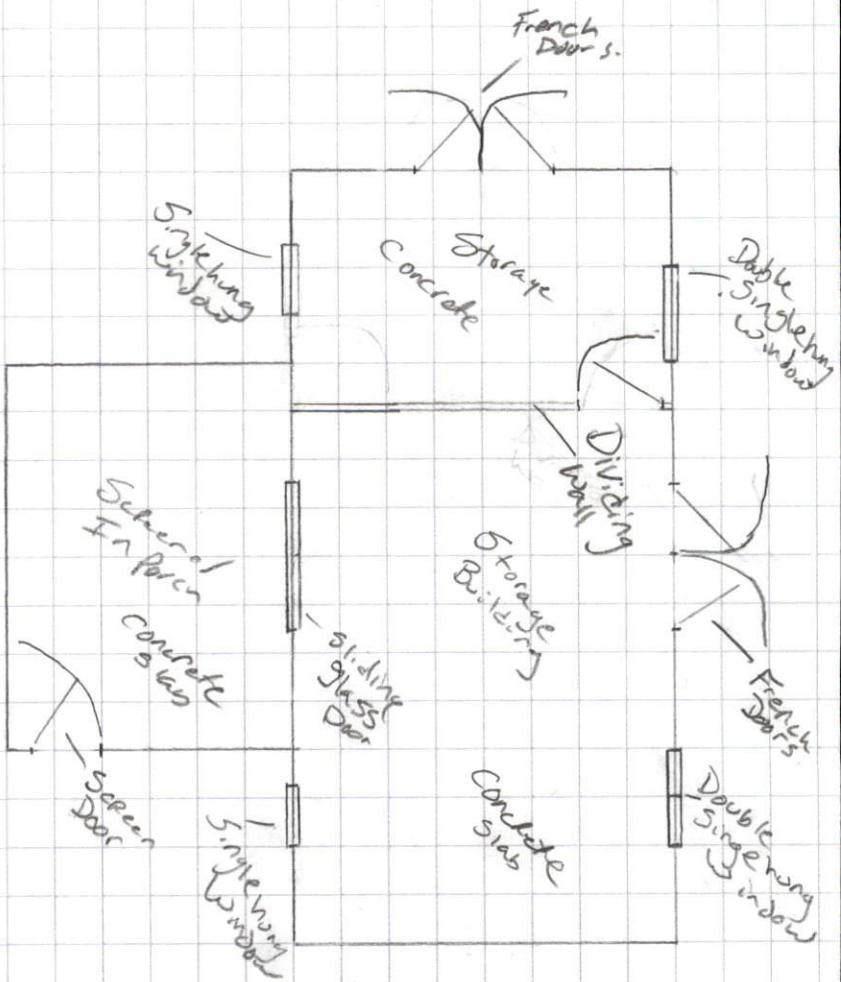 French
Doors.
Singlehung
window
Storage
Concrete
Double
Singlehung
window
Dividing
Wall
Screened
In Porch
Concrete
slab
Storage
Building
Sliding
glass
Door
French
Doors
Screen
Door
Singlehung
window
Concrete
slab
Double
Singehung
window